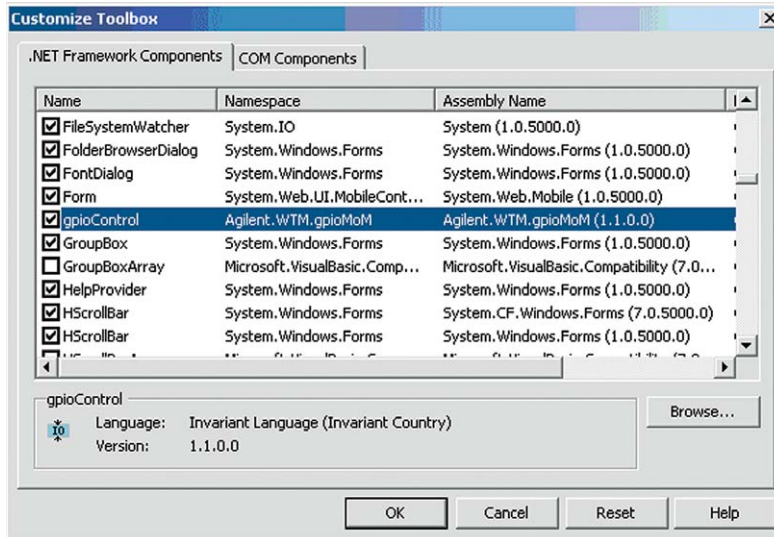 Customize Toolbox
.NET Framework Components COM Components
Name Namespace Assembly Name
FileSystemWatcher System.IO System (1.0.5000.0)
FolderBrowserDialog System.Windows.Forms System.Windows.Forms (1.0.5000.0)
FontDialog System.Windows.Forms System.Windows.Forms (1.0.5000.0)
Form System.Web.UI.MobileCont... System.Web.Mobile (1.0.5000.0)
gpioControl Agilent.WTM.gpioMoM Agilent.WTM.gpioMoM (1.1.0.0)
GroupBox System.Windows.Forms System.Windows.Forms (1.0.5000.0)
GroupBoxArray Microsoft.VisualBasic.Comp... Microsoft.VisualBasic.Compatibility (7.0...
HelpProvider System.Windows.Forms System.Windows.Forms (1.0.5000.0)
HScrollBar System.Windows.Forms System.CF.Windows.Forms (7.0.5000.0)
HScrollBar System.Windows.Forms System.Windows.Forms (1.0.5000.0)
gpioControl
Browse...
IO Language: Invariant Language (Invariant Country)
Version: 1.1.0.0
OK Cancel Reset Help